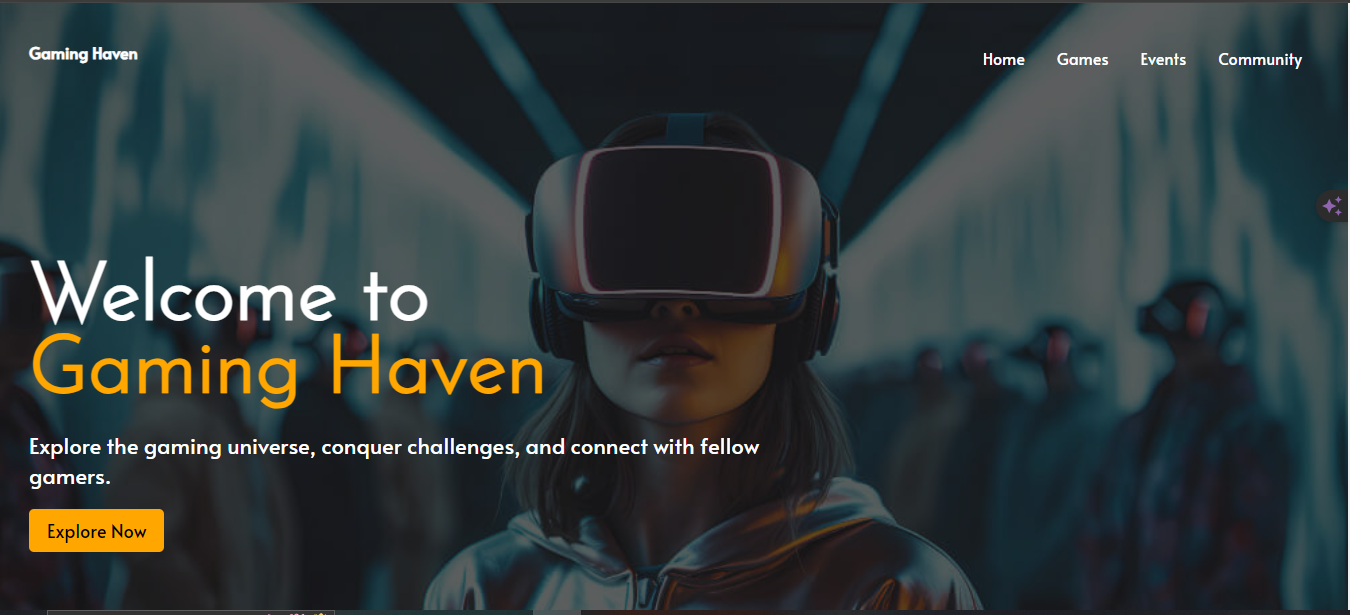 Gaming Haven
Home Games Events Community
Welcome to
Gaming Haven
Explore the gaming universe, conquer challenges, and connect with fellow
gamers.
Explore Now